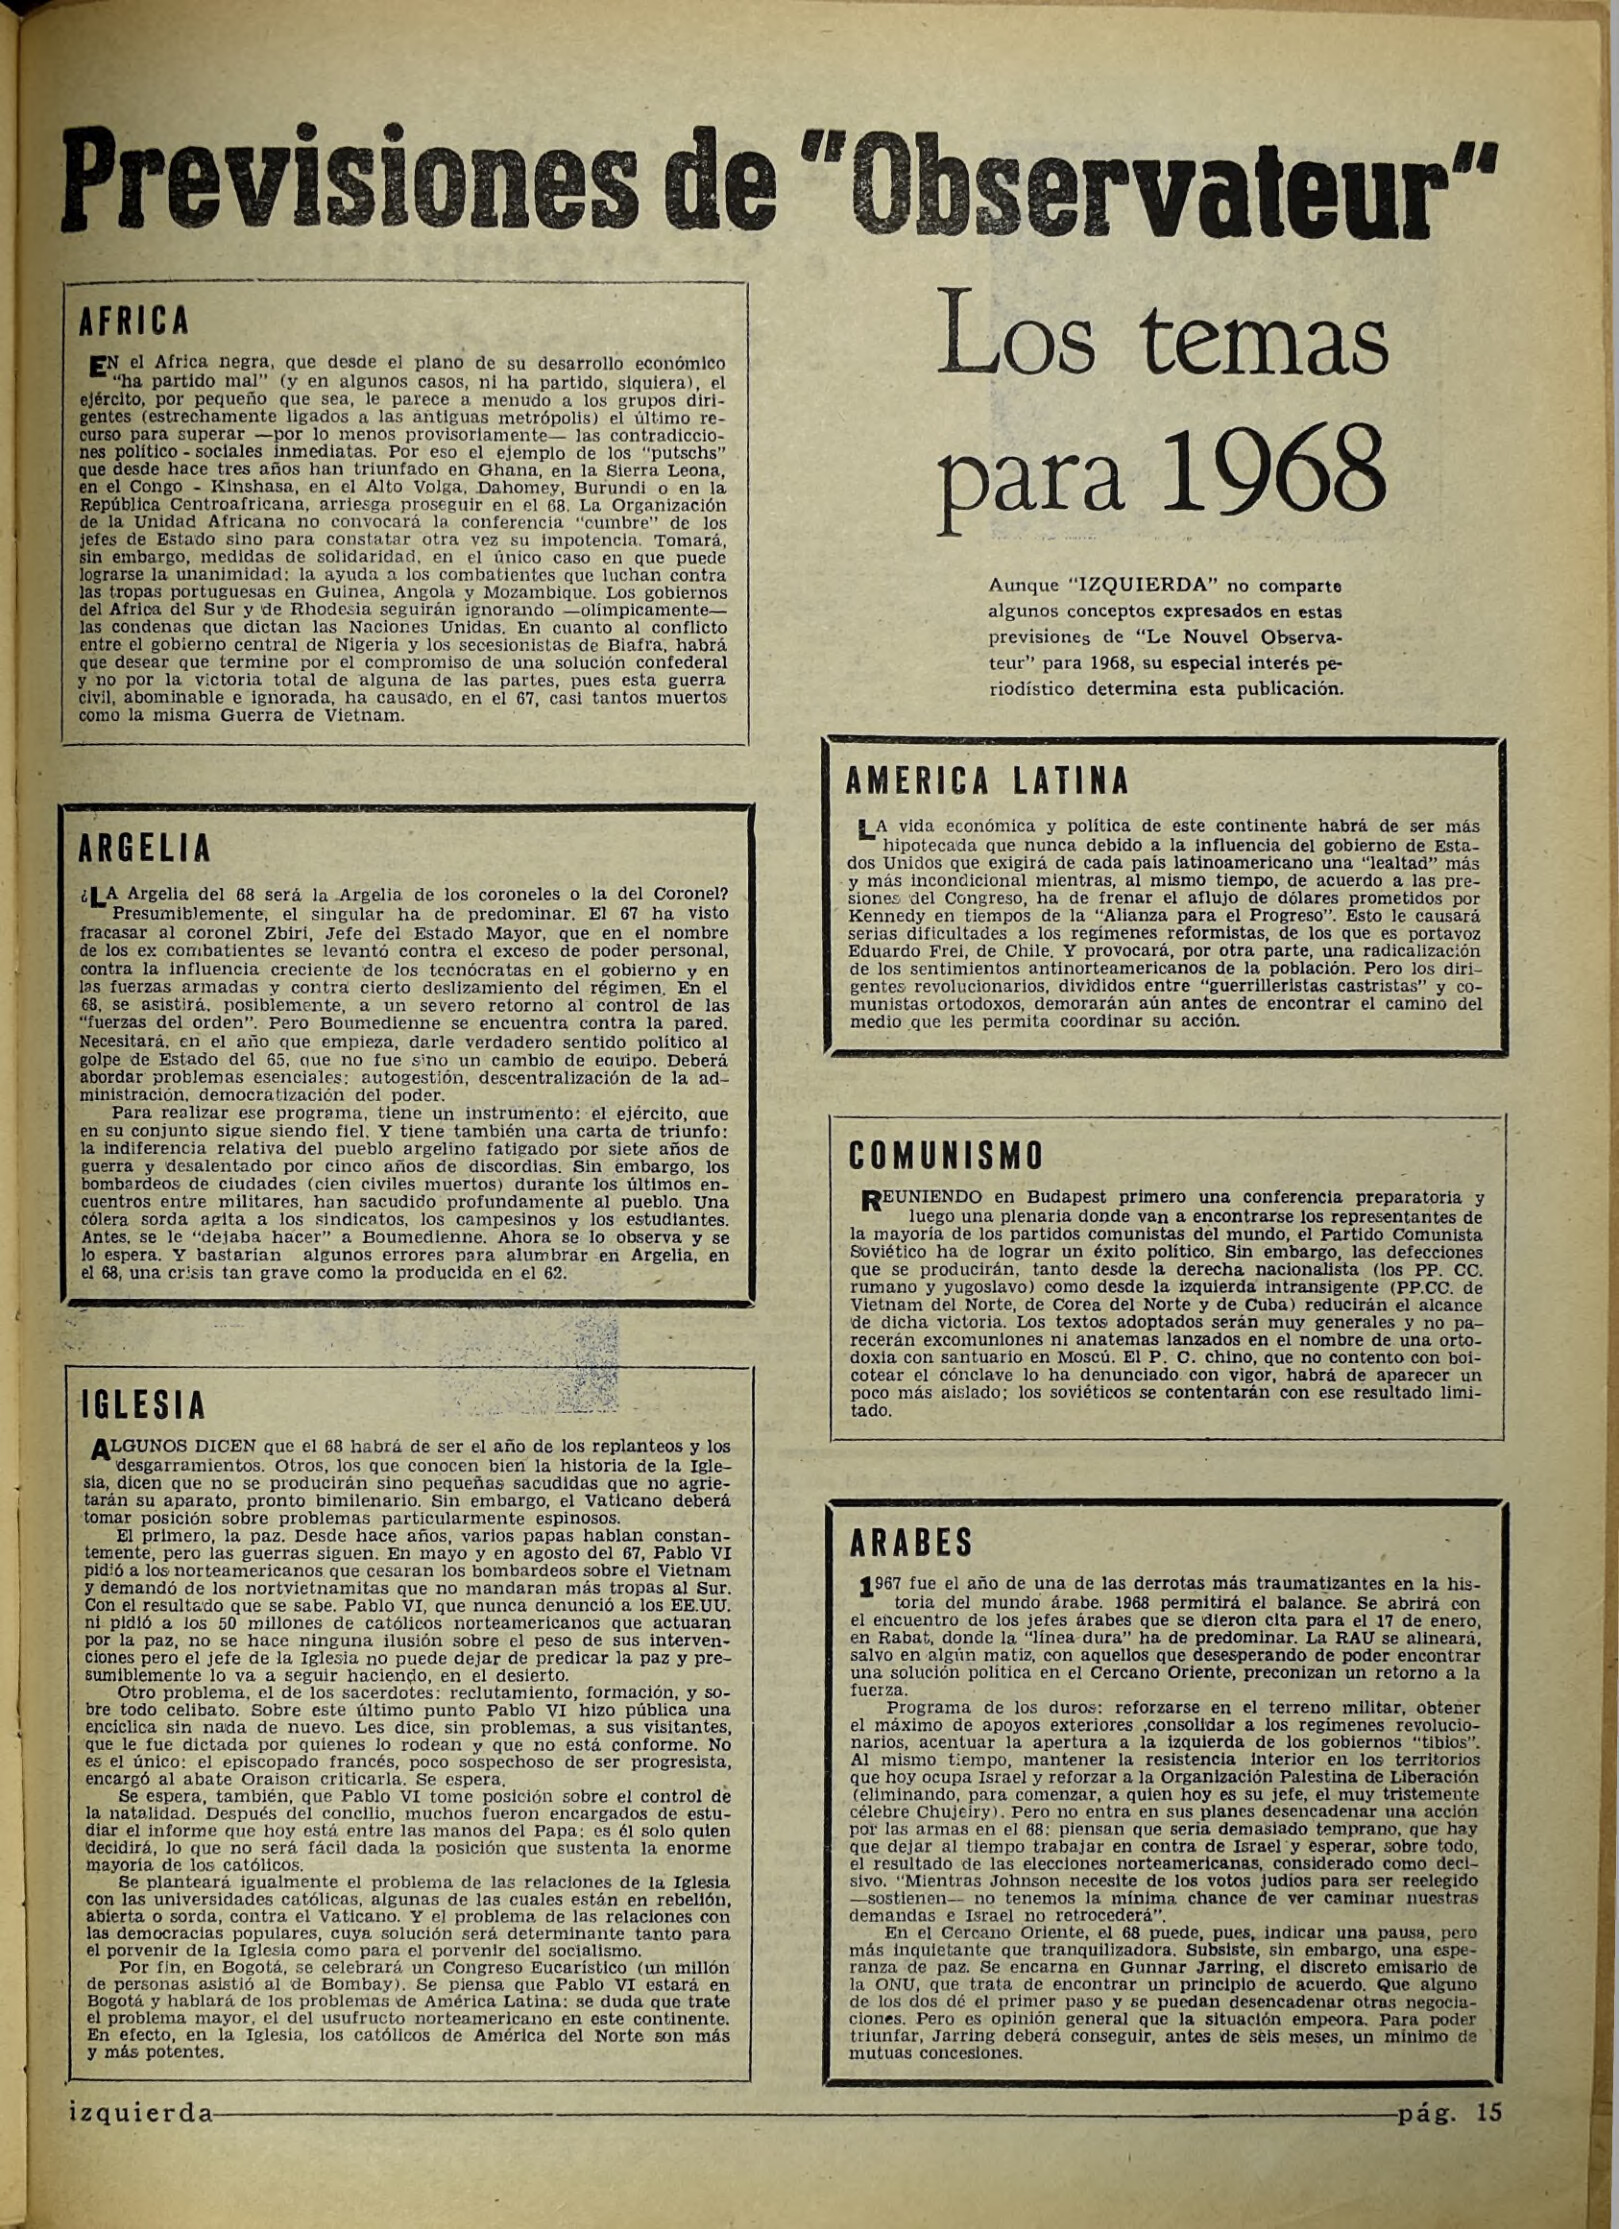 Previsiones de "Observateur"
Los temas
para 1968
Aunque "IZQUIERDA" no comparte
algunos conceptos expresados en estas
previsiones de "Le Nouvel Observa-
teur" para 1968, su especial interés pe-
riodístico determina esta publicación.
AFRICA
EN el Africa negra, que desde el plano de su desarrollo económico
"ha partido mal" (y en algunos casos, ni ha partido, siquiera), el
ejército, por pequeño que sea, le parece a menudo a los grupos diri-
gentes (estrechamente ligados a las antiguas metrópolis) el último re-
curso para superar —por lo menos provisoriamente— las contradiccio-
nes político - sociales inmediatas. Por eso el ejemplo de los "putschs"
que desde hace tres años han triunfado en Ghana, en la Sierra Leona,
en el Congo - Kinshasa, en el Alto Volga, Dahomey, Burundi o en la
República Centroafricana, arriesga proseguir en el 68. La Organización
de la Unidad Africana no convocará la conferencia "cumbre" de los
jefes de Estado sino para constatar otra vez su impotencia. Tomará,
sin embargo, medidas de solidaridad, en el único caso en que puede
lograrse la unanimidad: la ayuda a los combatientes que luchan contra
las tropas portuguesas en Guinea, Angola y Mozambique. Los gobiernos
del Africa del Sur y de Rhodesia seguirán ignorando —olímpicamente—
las condenas que dictan las Naciones Unidas. En cuanto al conflicto
entre el gobierno central de Nigeria y los secesionistas de Biafra, habrá
que desear que termine por el compromiso de una solución confederal
y no por la victoria total de alguna de las partes, pues esta guerra
civil, abominable e ignorada, ha causado, en el 67, casi tantos muertos
como la misma Guerra de Vietnam.
ARGELIA
¿LA Argelia del 68 será la Argelia de los coroneles o la del Coronel?
Presumiblemente, el singular ha de predominar. El 67 ha visto
fracasar al coronel Zbiri, Jefe del Estado Mayor, que en el nombre
de los ex combatientes se levantó contra el exceso de poder personal,
contra la influencia creciente de los tecnócratas en el gobierno y en
las fuerzas armadas y contra cierto deslizamiento del régimen. En el
68, se asistirá, posiblemente, a un severo retorno al control de las
"fuerzas del orden". Pero Boumedienne se encuentra contra la pared.
Necesitará, en el año que empieza, darle verdadero sentido político al
golpe de Estado del 65, que no fue sino un cambio de equipo. Deberá
abordar problemas esenciales: autogestión, descentralización de la ad-
ministración, democratización del poder.
Para realizar ese programa, tiene un instrumento: el ejército, que
en su conjunto sigue siendo fiel. Y tiene también una carta de triunfo:
la indiferencia relativa del pueblo argelino fatigado por siete años de
guerra y desalentado por cinco años de discordias. Sin embargo, los
bombardeos de ciudades (cien civiles muertos) durante los últimos en-
cuentros entre militares, han sacudido profundamente al pueblo. Una
cólera sorda agita a los sindicatos, los campesinos y los estudiantes.
Antes, se le "dejaba hacer" a Boumedienne. Ahora se lo observa y se
lo espera. Y bastarían algunos errores para alumbrar en Argelia, en
el 68, una crisis tan grave como la producida en el 62.
IGLESIA
ALGUNOS DICEN que el 68 habrá de ser el año de los replanteos y los
desgarramientos. Otros, los que conocen bien la historia de la Igle-
sia, dicen que no se producirán sino pequeñas sacudidas que no agrie-
tarán su aparato, pronto bimilenario. Sin embargo, el Vaticano deberá
tomar posición sobre problemas particularmente espinosos.
El primero, la paz. Desde hace años, varios papas hablan constan-
temente, pero las guerras siguen. En mayo y en agosto del 67, Pablo VI
pidió a los norteamericanos que cesaran los bombardeos sobre el Vietnam
y demandó de los nortvietnamitas que no mandaran más tropas al Sur.
Con el resultado que se sabe. Pablo VI, que nunca denunció a los EE.UU.
ni pidió a los 50 millones de católicos norteamericanos que actuaran
por la paz, no se hace ninguna ilusión sobre el peso de sus interven-
ciones pero el jefe de la Iglesia no puede dejar de predicar la paz y pre-
sumiblemente lo va a seguir haciendo, en el desierto.
Otro problema, el de los sacerdotes: reclutamiento, formación, y so-
bre todo celibato. Sobre este último punto Pablo VI hizo pública una
enciclica sin nada de nuevo. Les dice, sin problemas, a sus visitantes,
que le fue dictada por quienes lo rodean y que no está conforme. No
es el único: el episcopado francés, poco sospechoso de ser progresista,
encargó al abate Oraison criticarla. Se espera,
Se espera, también, que Pablo VI tome posición sobre el control de
la natalidad. Después del concilio, muchos fueron encargados de estu-
diar el informe que hoy está entre las manos del Papa: es él solo quien
decidirá, lo que no será fácil dada la posición que sustenta la enorme
mayoría de los católicos.
Se planteará igualmente el problema de las relaciones de la Iglesia
con las universidades católicas, algunas de las cuales están en rebelión,
abierta o sorda, contra el Vaticano. Y el problema de las relaciones con
las democracias populares, cuya solución será determinante tanto para
el porvenir de la Iglesia como para el porvenir del socialismo.
Por fin, en Bogotá, se celebrará un Congreso Eucarístico (un millón
de personas asistió al de Bombay). Se piensa que Pablo VI estará en
Bogotá y hablará de los problemas de América Latina: se duda que trate
el problema mayor, el del usufructo norteamericano en este continente.
En efecto, en la Iglesia, los católicos de América del Norte son más
y más potentes.
AMERICA LATINA
LA vida económica y política de este continente habrá de ser más
hipotecada que nunca debido a la influencia del gobierno de Esta-
dos Unidos que exigirá de cada país latinoamericano una "lealtad" más
y más incondicional mientras, al mismo tiempo, de acuerdo a las pre-
siones del Congreso, ha de frenar el aflujo de dólares prometidos por
Kennedy en tiempos de la "Alianza para el Progreso". Esto le causará
serias dificultades a los regímenes reformistas, de los que es portavoz
Eduardo Frei, de Chile. Y provocará, por otra parte, una radicalización
de los sentimientos antinorteamericanos de la población. Pero los diri-
gentes revolucionarios, divididos entre "guerrilleristas castristas" y co-
munistas ortodoxos, demorarán aún antes de encontrar el camino del
medio que les permita coordinar su acción.
COMUNISMO
REUNIENDO en Budapest primero una conferencia preparatoria y
luego una plenaria donde van a encontrarse los representantes de
la mayoría de los partidos comunistas del mundo, el Partido Comunista
Soviético ha de lograr un éxito político. Sin embargo, las defecciones
que se producirán, tanto desde la derecha nacionalista (los PP. CC.
rumano y yugoslavo) como desde la izquierda intransigente (PP.CC. de
Vietnam del Norte, de Corea del Norte y de Cuba) reducirán el alcance
de dicha victoria. Los textos adoptados serán muy generales y no pa-
recerán excomuniones ni anatemas lanzados en el nombre de una orto-
doxia con santuario en Moscú. El P. C. chino, que no contento con boi-
cotear el cónclave lo ha denunciado con vigor, habrá de aparecer un
poco más aislado; los soviéticos se contentarán con ese resultado limi-
tado.
ARABES
1967 fue el año de una de las derrotas más traumatizantes en la his-
toria del mundo árabe. 1968 permitirá el balance. Se abrirá con
el encuentro de los jefes árabes que se dieron cita para el 17 de enero,
en Rabat, donde la "línea dura" ha de predominar. La RAU se alineará,
salvo en algún matiz, con aquellos que desesperando de poder encontrar
una solución política en el Cercano Oriente, preconizan un retorno a la
fuerza.
Programa de los duros: reforzarse en el terreno militar, obtener
el máximo de apoyos exteriores ,consolidar a los regímenes revolucio-
narios, acentuar la apertura a la izquierda de los gobiernos "tibios".
Al mismo tiempo, mantener la resistencia interior en los territorios
que hoy ocupa Israel y reforzar a la Organización Palestina de Liberación
(eliminando, para comenzar, a quien hoy es su jefe, el muy tristemente
célebre Chujeiry). Pero no entra en sus planes desencadenar una acción
por las armas en el 68: piensan que sería demasiado temprano, que hay
que dejar al tiempo trabajar en contra de Israel y esperar, sobre todo,
el resultado de las elecciones norteamericanas, considerado como deci-
sivo. "Mientras Johnson necesite de los votos judíos para ser reelegido
—sostienen— no tenemos la mínima chance de ver caminar nuestras
demandas e Israel no retrocederá".
En el Cercano Oriente, el 68 puede, pues, indicar una pausa, pero
más inquietante que tranquilizadora. Subsiste, sin embargo, una espe-
ranza de paz. Se encarna en Gunnar Jarring, el discreto emisario de
la ONU, que trata de encontrar un principio de acuerdo. Que alguno
de los dos dé el primer paso y se puedan desencadenar otras negocia-
ciones. Pero es opinión general que la situación empeora. Para poder
triunfar, Jarring deberá conseguir, antes de seis meses, un mínimo de
mutuas concesiones.
izquierda
pág. 15